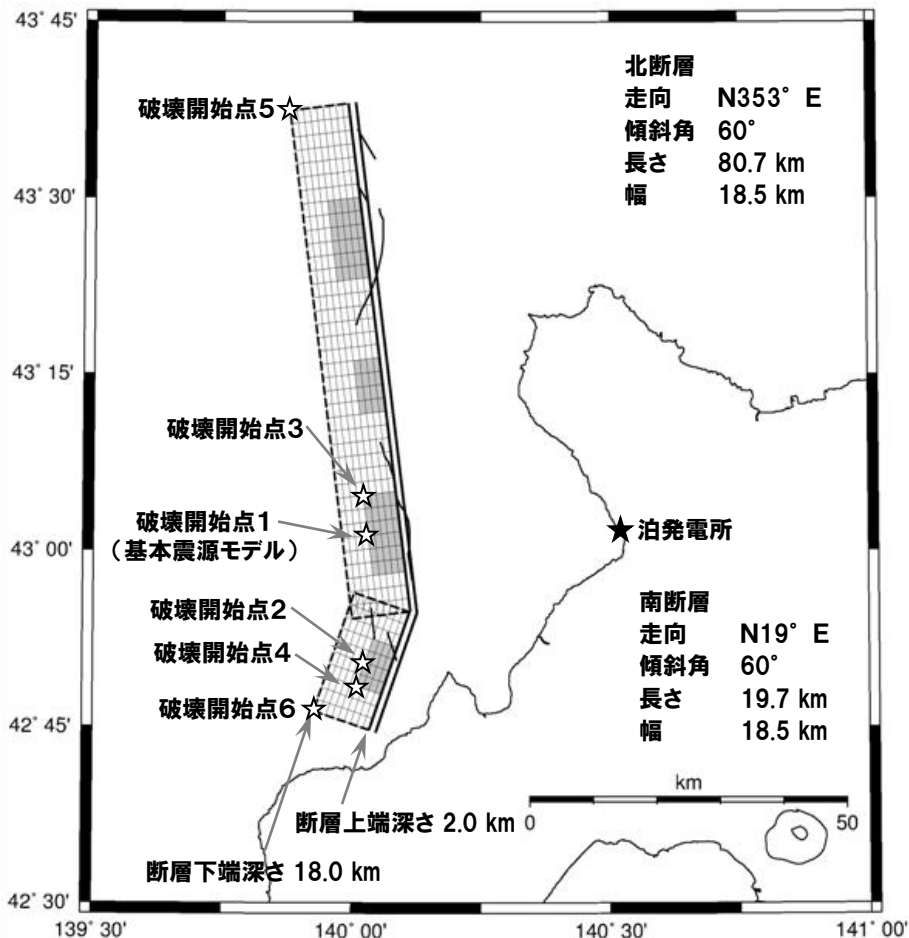 43° 45'
43° 30'
43° 15'
43° 00'
42° 45'
42° 30'
139° 30'
140° 00'
140° 30'
141° 00'
北断層
走向 N353° E
傾斜角 60°
長さ 80.7 km
幅 18.5 km
破壊開始点5
破壊開始点3
破壊開始点1
（基本震源モデル）
泊発電所
破壊開始点2
破壊開始点4
破壊開始点6
南断層
走向 N19° E
傾斜角 60°
長さ 19.7 km
幅 18.5 km
km
0 50
断層上端深さ 2.0 km
断層下端深さ 18.0 km